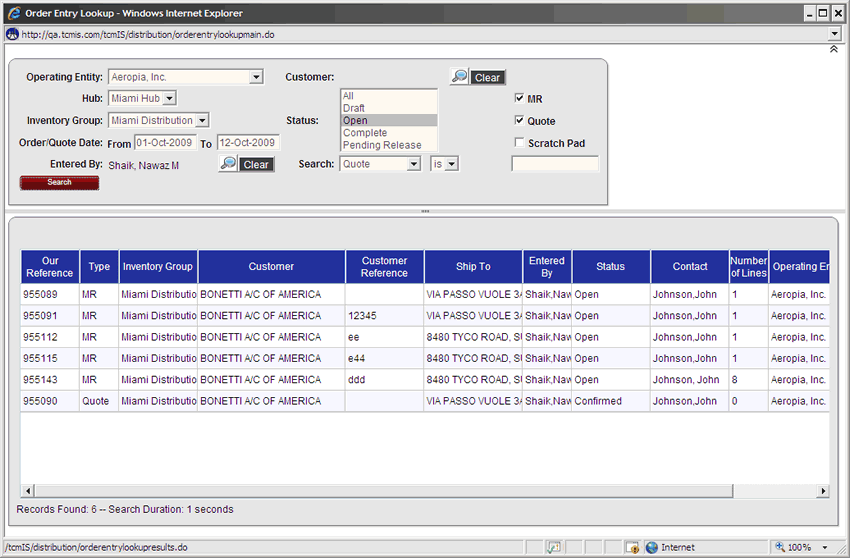 Order Entry Lookup - Windows Internet Explorer
http://qa.tcmis.com/tcmIS/distribution/orderentrylookupmain.do
Operating Entity: Aeropia, Inc. Customer: Clear
Hub: Miami Hub
Inventory Group: Miami Distribution
Order/Quote Date: From 01-Oct-2009 To 12-Oct-2009
Entered By: Shaik, Nawaz M Clear
Search
Status:
All
Draft
Open
Complete
Pending Release
Search: Quote is
MR
Quote
Scratch Pad
Our Reference Type Inventory Group Customer Customer Reference Ship To Entered By Status Contact Number of Lines Operating En
955089 MR Miami Distributio BONETTI A/C OF AMERICA VIA PASSO VUOLE 3A Shaik,Naw Open Johnson,John 1 Aeropia, Inc.
955091 MR Miami Distributio BONETTI A/C OF AMERICA 12345 VIA PASSO VUOLE 3A Shaik,Naw Open Johnson,John 1 Aeropia, Inc.
955112 MR Miami Distributio BONETTI A/C OF AMERICA ee 8480 TYCO ROAD, SU Shaik,Naw Open Johnson,John 1 Aeropia, Inc.
955115 MR Miami Distributio BONETTI A/C OF AMERICA e44 8480 TYCO ROAD, SU Shaik,Naw Open Johnson,John 1 Aeropia, Inc.
955143 MR Miami Distributio BONETTI A/C OF AMERICA ddd 8480 TYCO ROAD, SU Shaik,Naw Open Johnson, John 8 Aeropia, Inc.
955090 Quote Miami Distributio BONETTI A/C OF AMERICA VIA PASSO VUOLE 3A Shaik,Naw Confirmed Johnson,John 0 Aeropia, Inc.
Records Found: 6 -- Search Duration: 1 seconds
/tcmIS/distribution/orderentrylookupresults.do Internet 100%